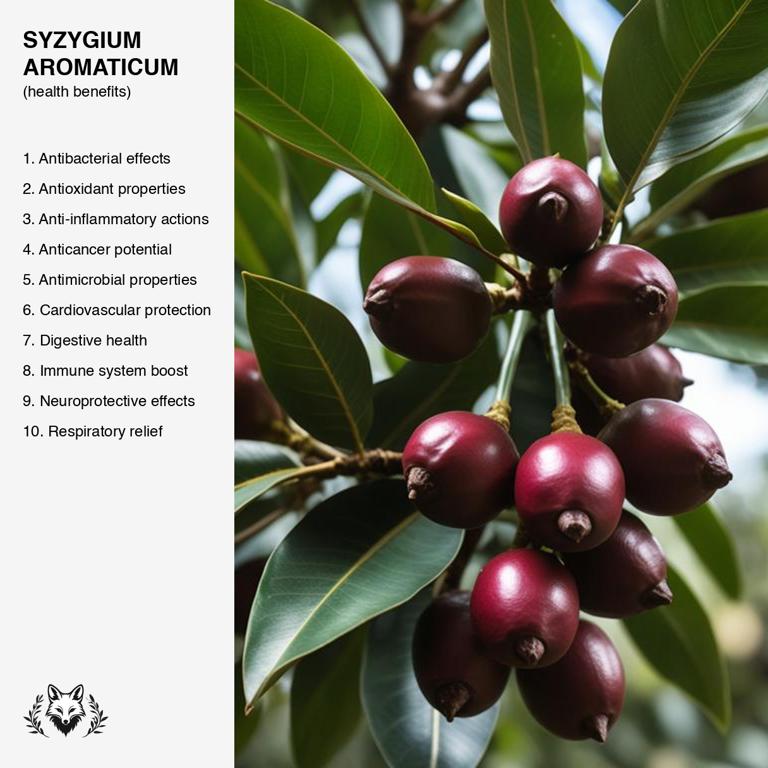 SYZYGIUM
AROMATICUM
(health benefits)
1. Antibacterial effects
2. Antioxidant properties
3. Anti-inflammatory actions
4. Anticancer potential
5. Antimicrobial properties
6. Cardiovascular protection
7. Digestive health
8. Immune system boost
9. Neuroprotective effects
10. Respiratory relief